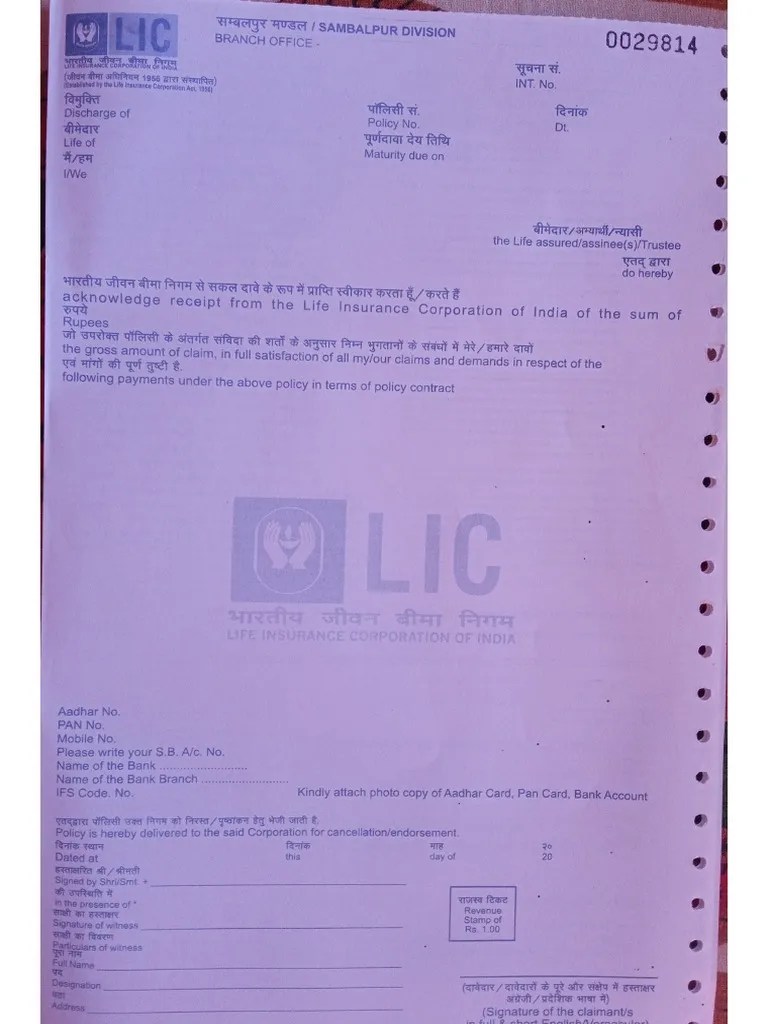 LIC
भारतीय जीवन बीमा निगम
LIFE INSURANCE CORPORATION OF INDIA
(जीवन बीमा अधिनियम 1956 द्वारा संस्थापित)
(Established by the Life Insurance Corporation Act, 1956)
सम्बलपुर मण्डल / SAMBALPUR DIVISION
BRANCH OFFICE -
0029814
सूचना सं.
INT. No.
विमुक्ति
Discharge of
पॉलिसी सं.
Policy No.
दिनांक
Dt.
बीमेदार
Life of
पूर्णदावा देय तिथि
Maturity due on
मैं/हम
I/We
बीमेदार/अभ्यार्थी/न्यासी
the Life assured/assinee(s)/Trustee
एतद् द्वारा
do hereby
भारतीय जीवन बीमा निगम से सकल दावे के रूप में प्राप्ति स्वीकार करता हूँ/करते हैं
acknowledge receipt from the Life Insurance Corporation of India of the sum of
रुपये
Rupees
जो उपरोक्त पॉलिसी के अंतर्गत संविदा की शर्तों के अनुसार निम्न भुगतानों के संबंधों में मेरे/हमारे दावों
the gross amount of claim, in full satisfaction of all my/our claims and demands in respect of the
एवं मांगों की पूर्ण तुष्टी है.
following payments under the above policy in terms of policy contract
LIC
भारतीय जीवन बीमा निगम
LIFE INSURANCE CORPORATION OF INDIA
Aadhar No.
PAN No.
Mobile No.
Please write your S.B. A/c. No.
Name of the Bank ..........................
Name of the Bank Branch ..........................
IFS Code. No. Kindly attach photo copy of Aadhar Card, Pan Card, Bank Account
एतद्द्वारा पॉलिसी उक्त निगम को निरस्त/पृष्ठांकन हेतु भेजी जाती है.
Policy is hereby delivered to the said Corporation for cancellation/endorsement.
दिनांक स्थान दिनांक माह २०
Dated at this day of 20
हस्ताक्षरित श्री/श्रीमती
Signed by Shri/Smt. +
की उपस्थिति में
in the presence of *
साक्षी का हस्ताक्षर
Signature of witness
साक्षी का विवरण
Particulars of witness
पूरा नाम
Full Name
पद
Designation
पता
Address
राजस्व टिकट
Revenue
Stamp of
Rs. 1.00
(दावेदार/दावेदारों के पूरे और संक्षेप में हस्ताक्षर
अंग्रेजी/प्रदेशिक भाषा में)
(Signature of the claimant/s
in full & short English/Vernacular)